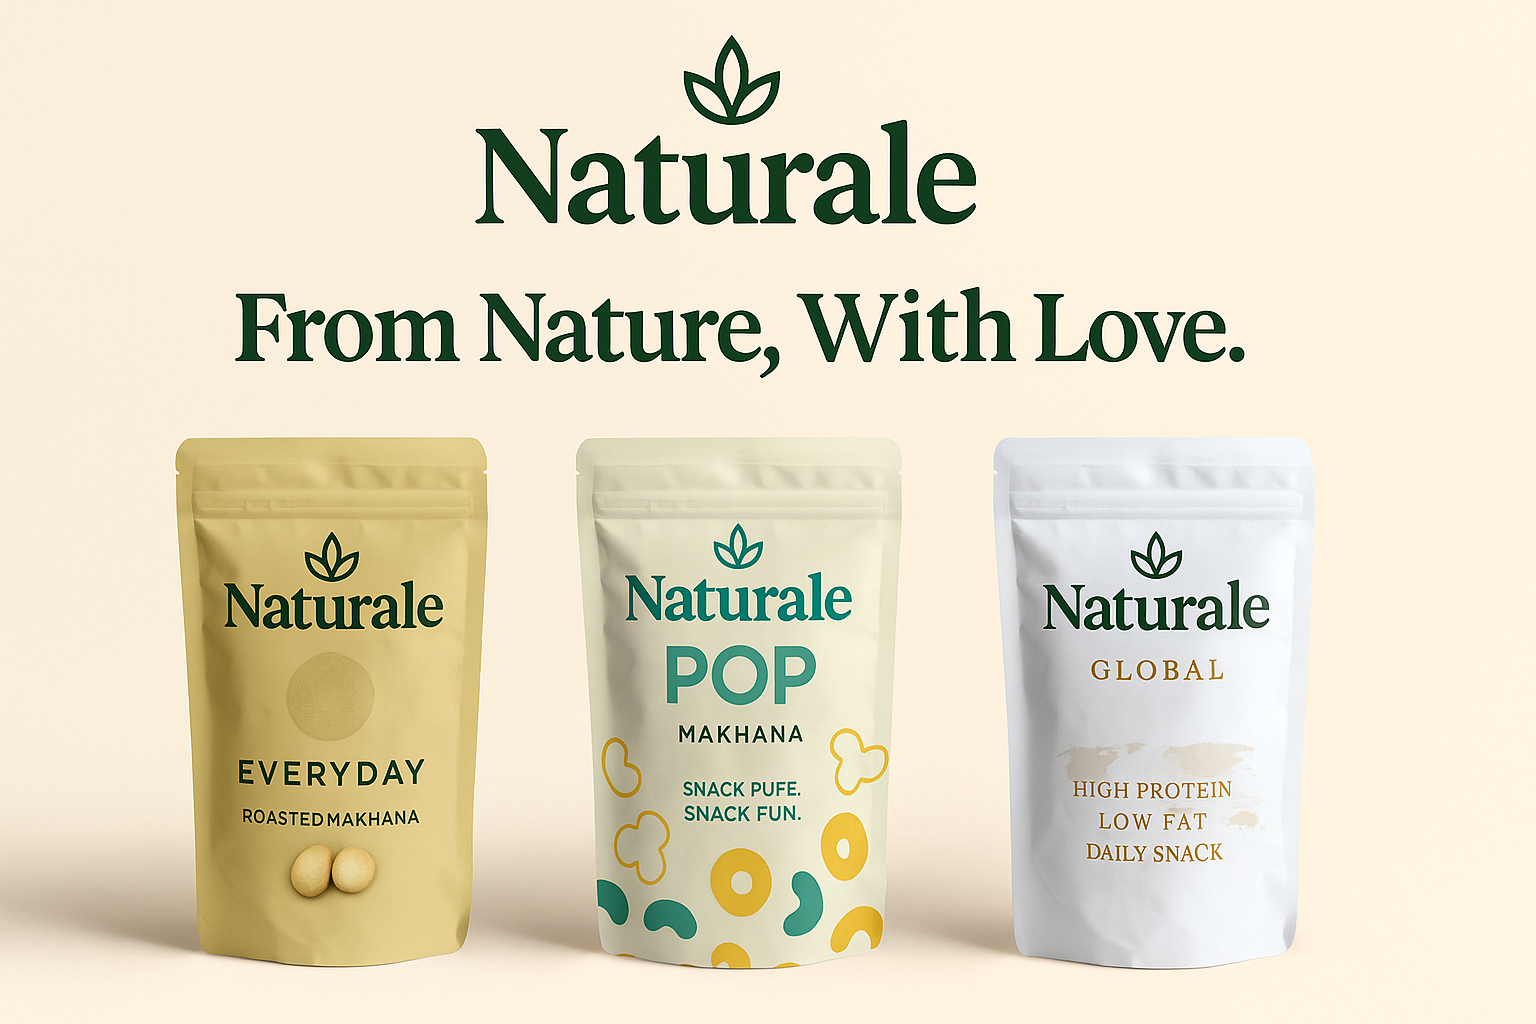 Naturale
From Nature, With Love.
Naturale
EVERYDAY
ROASTED MAKHANA
Naturale
POP
MAKHANA
SNACK PUFE.
SNACK FUN.
Naturale
GLOBAL
HIGH PROTEIN
LOW FAT
DAILY SNACK